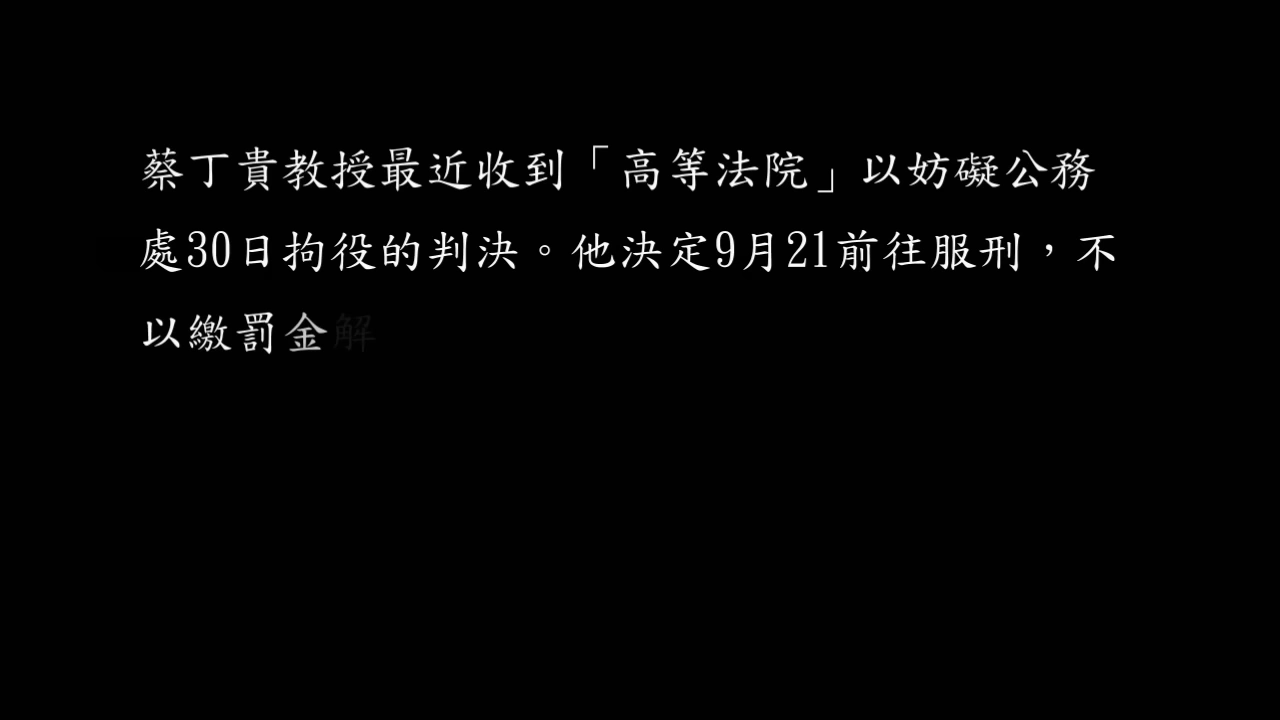 蔡丁貴教授最近收到「高等法院」以妨礙公務
處30日拘役的判決。他決定9月21前往服刑，不
以繳罰金解